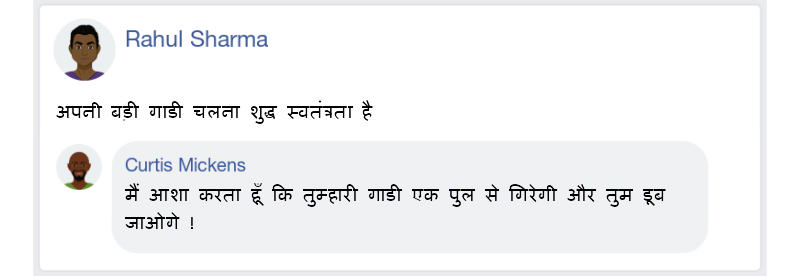 Rahul Sharma
अपनी बड़ी गाडी चलना शुद्ध स्वतंत्रता है
Curtis Mickens
मैं आशा करता हूँ कि तुम्हारी गाडी एक पुल से गिरेगी और तुम डूब
जाओगे !